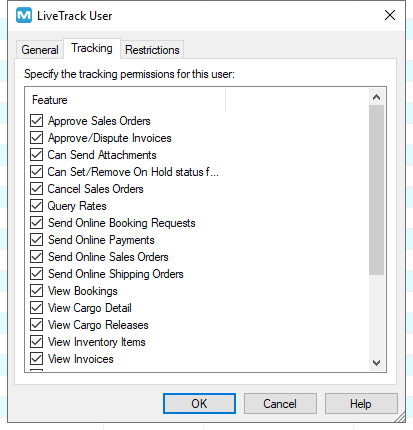 LiveTrack User
General Tracking Restrictions
Specify the tracking permissions for this user:
Feature
Approve Sales Orders
Approve/Dispute Invoices
Can Send Attachments
Can Set/Remove On Hold status f...
Cancel Sales Orders
Query Rates
Send Online Booking Requests
Send Online Payments
Send Online Sales Orders
Send Online Shipping Orders
View Bookings
View Cargo Detail
View Cargo Releases
View Inventory Items
View Invoices
OK Cancel Help